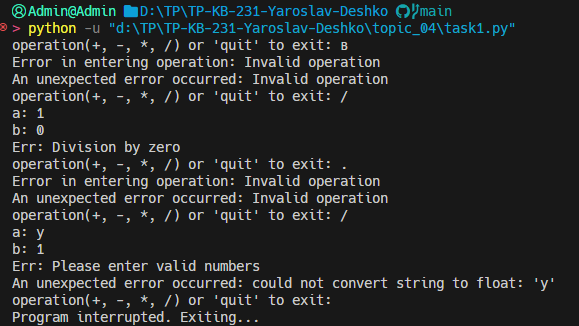 Admin@Admin D:\TP\TP-KB-231-Yaroslav-Deshko main
> python -u "d:\TP\TP-KB-231-Yaroslav-Deshko\topic_04\task1.py"
operation(+, -, *, /) or 'quit' to exit: в
Error in entering operation: Invalid operation
An unexpected error occurred: Invalid operation
operation(+, -, *, /) or 'quit' to exit: /
a: 1
b: 0
Err: Division by zero
operation(+, -, *, /) or 'quit' to exit: .
Error in entering operation: Invalid operation
An unexpected error occurred: Invalid operation
operation(+, -, *, /) or 'quit' to exit: /
a: y
b: 1
Err: Please enter valid numbers
An unexpected error occurred: could not convert string to float: 'y'
operation(+, -, *, /) or 'quit' to exit:
Program interrupted. Exiting...